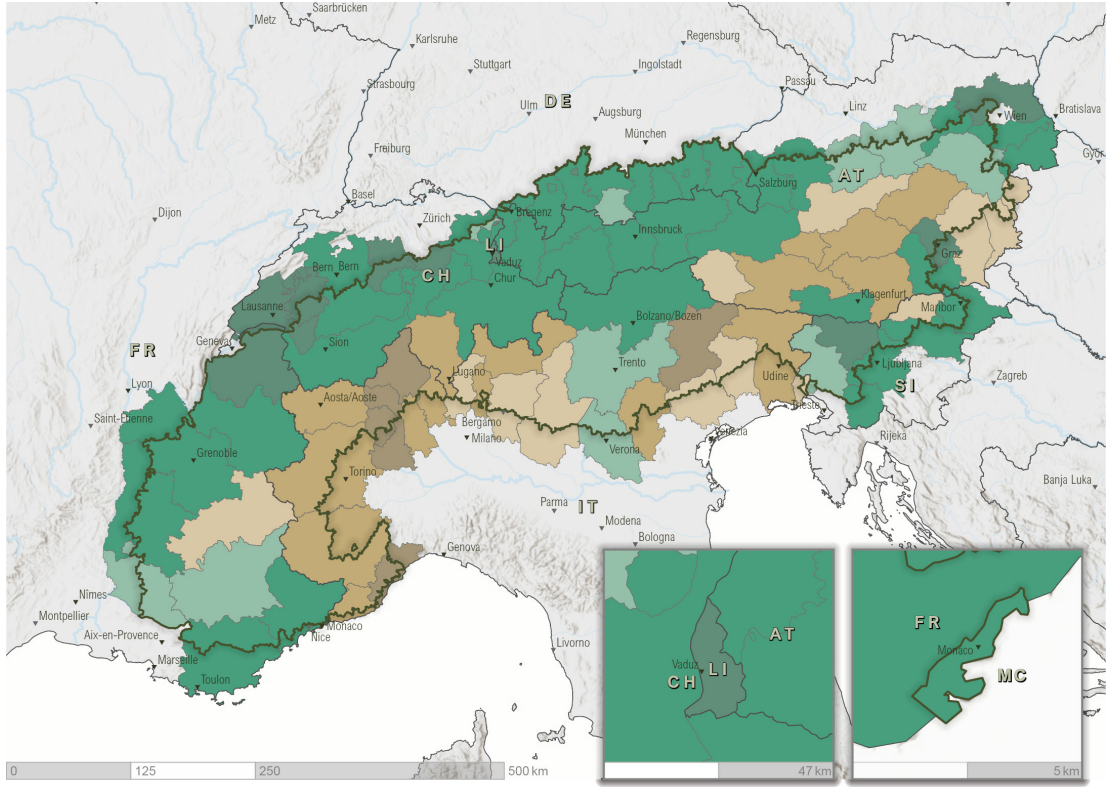 Saarbrücken
Metz
Karlsruhe
Regensburg
Stuttgart
Ingolstadt
Strasbourg
Passau
Ulm
DE
Augsburg
Linz
Wien
Bratislava
München
Freiburg
Győr
AT
Salzburg
Basel
Zürich
Bregenz
Dijon
Innsbruck
LI
Vaduz
Graz
Bern
Bern
CH
Chur
Klagenfurt
Maribor
Lausanne
Bolzano/Bozen
Geneva
Sion
FR
Trento
Ljubljana
Lugano
Udine
SI
Zagreb
Lyon
Aosta/Aoste
Trieste
Saint-Étienne
Bergamo
Milano
Venezia
Rijeka
Grenoble
Verona
Torino
Banja Luka
Parma
IT
Modena
Bologna
Genova
Nîmes
Montpellier
Monaco
Nice
Aix-en-Provence
Livorno
Marseille
Toulon
AT
Vaduz
LI
CH
FR
Monaco
MC
0
125
250
500 km
47 km
5 km